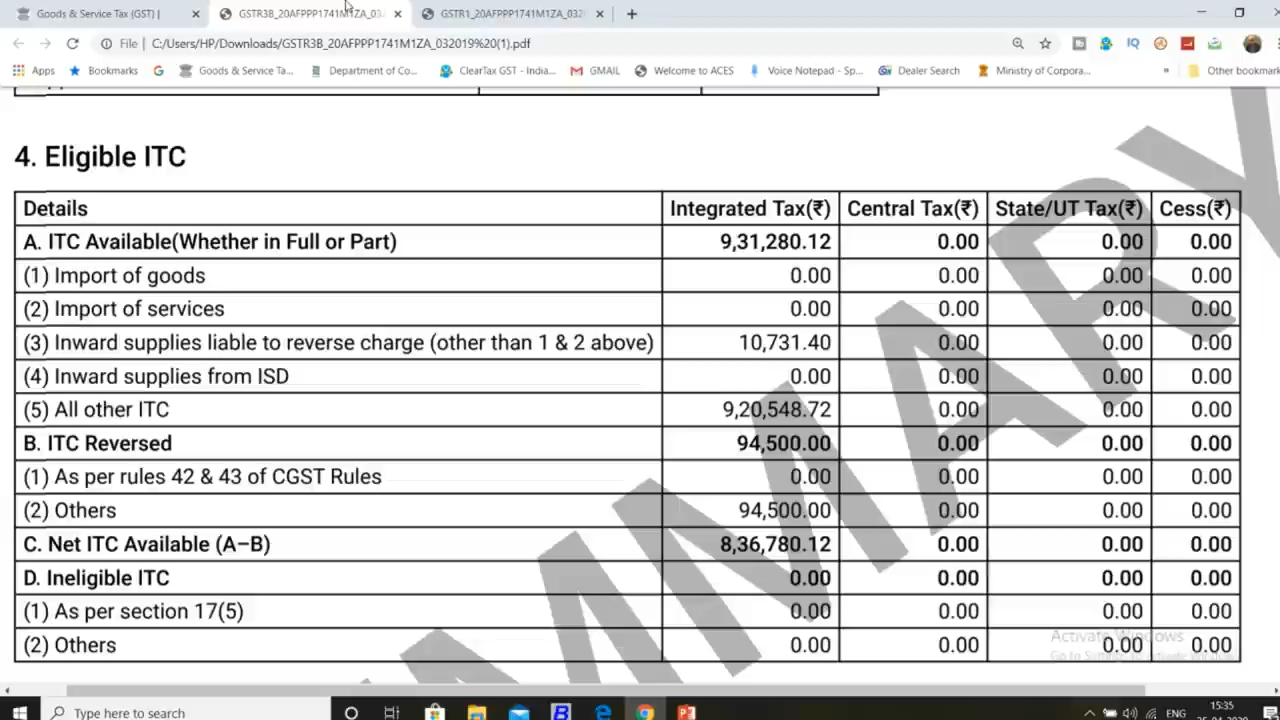 Goods & Service Tax (GST) |
GSTR3B_20AFPPP1741M1ZA_03
GSTR1_20AFPPP1741M1ZA_032
File | C:/Users/HP/Downloads/GSTR3B_20AFPPP1741M1ZA_032019%20(1).pdf
IQ
Apps Bookmarks G Goods & Service Ta... Department of Co... ClearTax GST - India... GMAIL Welcome to ACES Voice Notepad - Sp... Dealer Search Ministry of Corpora... » Other bookmark
4. Eligible ITC
Details Integrated Tax(₹) Central Tax(₹) State/UT Tax(₹) Cess(₹)
A. ITC Available(Whether in Full or Part) 9,31,280.12 0.00 0.00 0.00
(1) Import of goods 0.00 0.00 0.00 0.00
(2) Import of services 0.00 0.00 0.00 0.00
(3) Inward supplies liable to reverse charge (other than 1 & 2 above) 10,731.40 0.00 0.00 0.00
(4) Inward supplies from ISD 0.00 0.00 0.00 0.00
(5) All other ITC 9,20,548.72 0.00 0.00 0.00
B. ITC Reversed 94,500.00 0.00 0.00 0.00
(1) As per rules 42 & 43 of CGST Rules 0.00 0.00 0.00 0.00
(2) Others 94,500.00 0.00 0.00 0.00
C. Net ITC Available (A–B) 8,36,780.12 0.00 0.00 0.00
D. Ineligible ITC 0.00 0.00 0.00 0.00
(1) As per section 17(5) 0.00 0.00 0.00 0.00
(2) Others 0.00 0.00 0.00 0.00
MMARY
Activate Windows
Type here to search
ENG
15:35